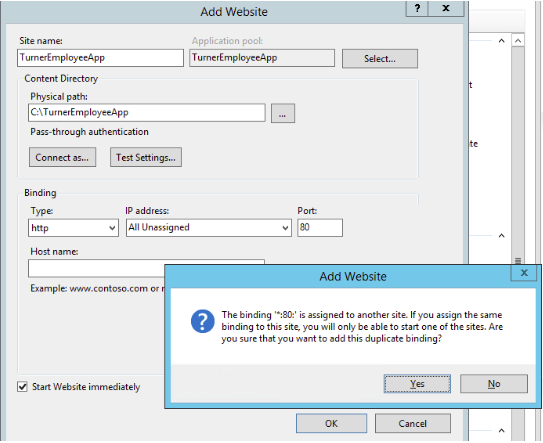 Add Website
? x
Site name:
Application pool:
TurnerEmployeeApp
TurnerEmployeeApp
Select...
Content Directory
Physical path:
C:\TurnerEmployeeApp
...
Pass-through authentication
Connect as...
Test Settings...
Binding
Type:
IP address:
Port:
http
All Unassigned
80
Host name:
Example: www.contoso.com or
Add Website
x
The binding '*:80:' is assigned to another site. If you assign the same
binding to this site, you will only be able to start one of the sites. Are
you sure that you want to add this duplicate binding?
Yes
No
Start Website immediately
OK
Cancel